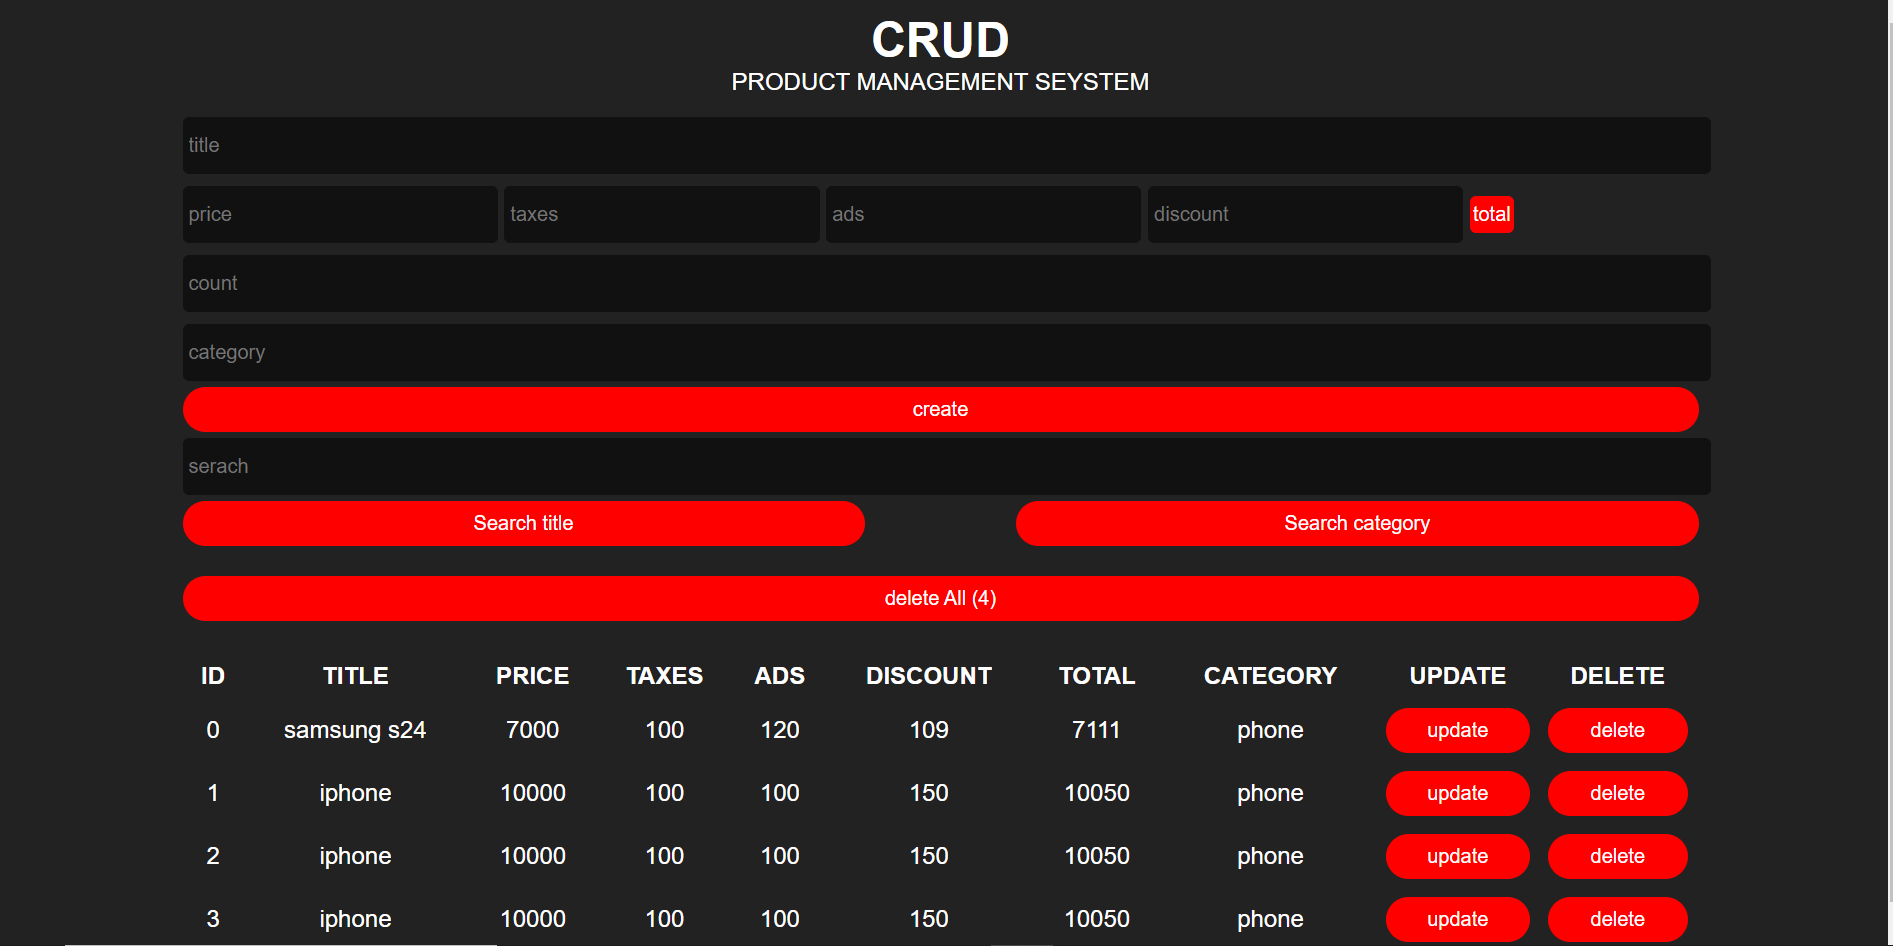 CRUD
PRODUCT MANAGEMENT SEYSTEM
title
price taxes ads discount total
count
category
create
serach
Search title Search category
delete All (4)
ID TITLE PRICE TAXES ADS DISCOUNT TOTAL CATEGORY UPDATE DELETE
0 samsung s24 7000 100 120 109 7111 phone update delete
1 iphone 10000 100 100 150 10050 phone update delete
2 iphone 10000 100 100 150 10050 phone update delete
3 iphone 10000 100 100 150 10050 phone update delete